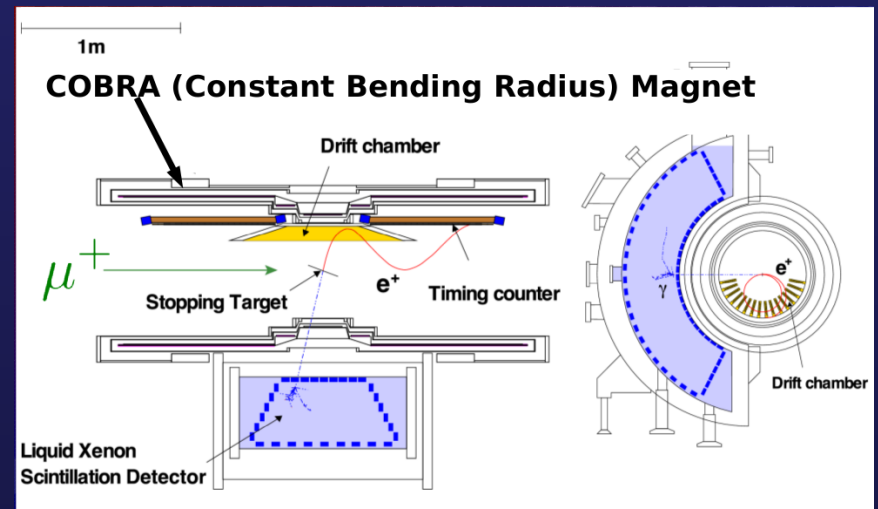 1m
COBRA (Constant Bending Radius) Magnet
Drift chamber
μ+
Stopping Target
e+
Timing counter
Liquid Xenon
Scintillation Detector
γ
e+
Drift chamber